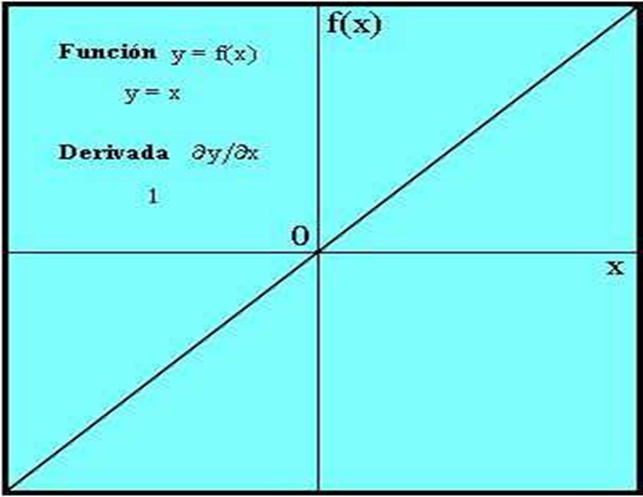 f(x)
Función y = f(x)
y = x
Derivada ∂y/∂x
1
0
x